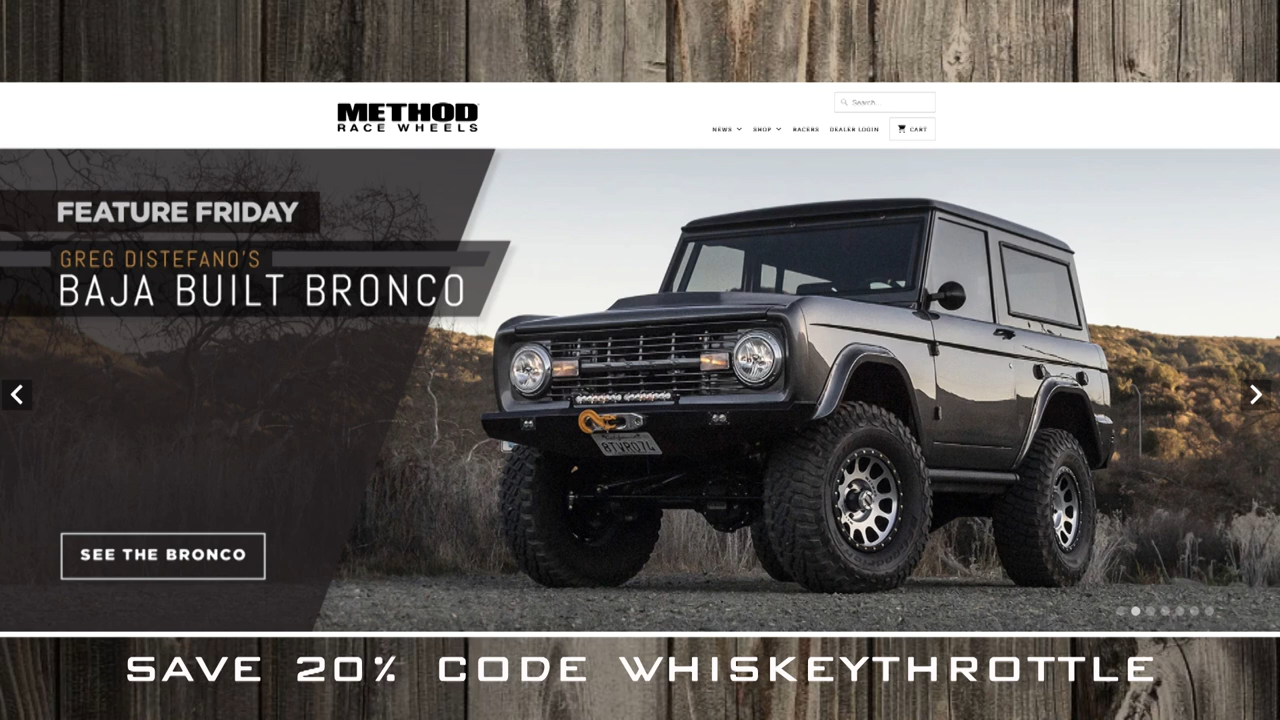 METHOD
RACE WHEELS
Search...
NEWS SHOP RACERS DEALER LOGIN CART
FEATURE FRIDAY
GREG DISTEFANO'S
BAJA BUILT BRONCO
8TVR074
SEE THE BRONCO
SAVE 20% CODE WHISKEYTHROTTLE